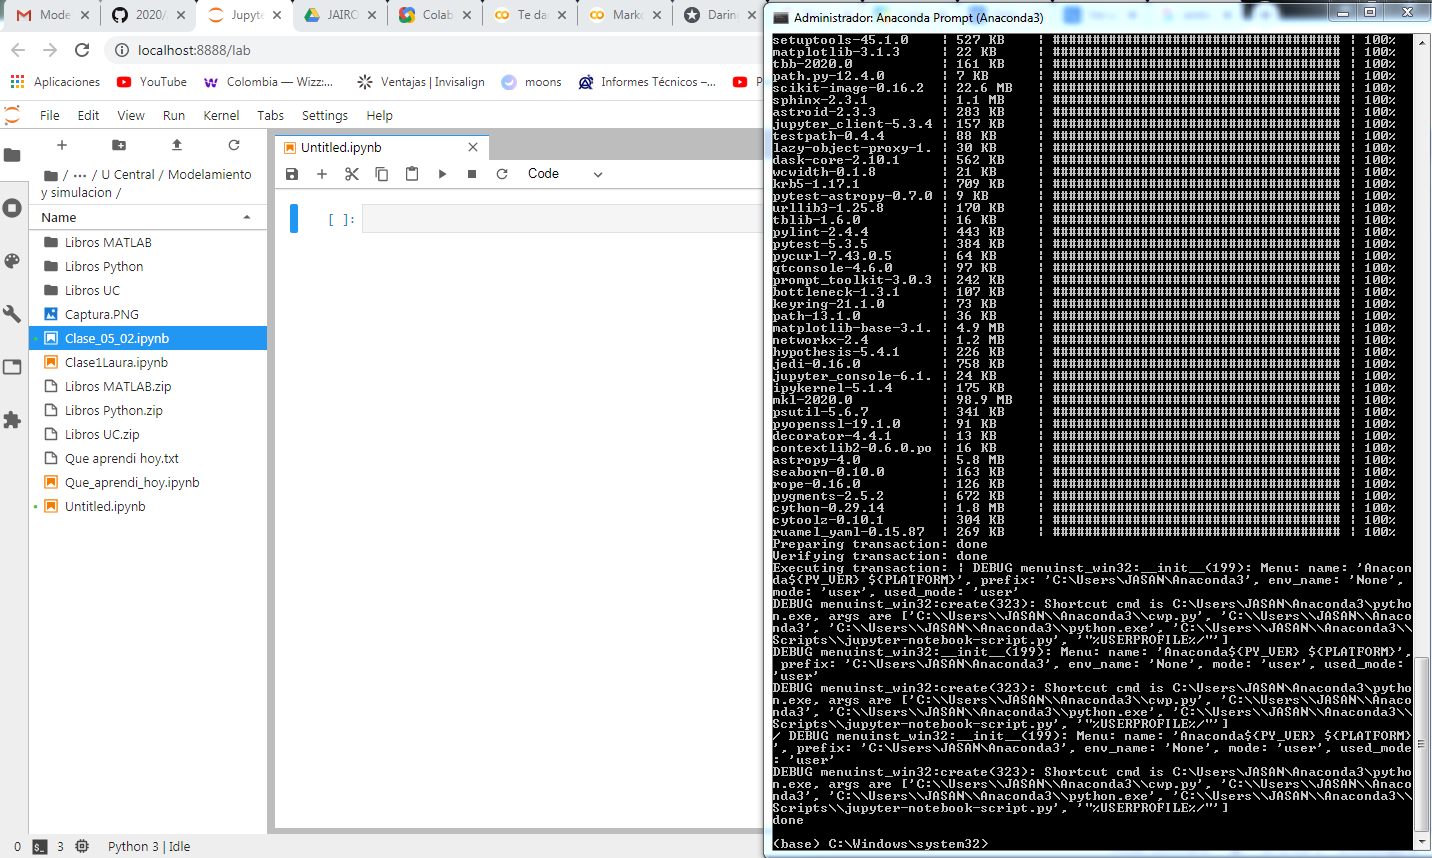 Mode
2020/
Jupyte
JAIRO
Colab
Te da
Marko
Daring
localhost:8888/lab
Aplicaciones
YouTube
Colombia — Wizz:...
Ventajas | Invisalign
moons
Informes Técnicos –...
P
File Edit View Run Kernel Tabs Settings Help
/ ··· / U Central / Modelamiento
y simulacion /
Name
Libros MATLAB
Libros Python
Libros UC
Captura.PNG
Clase_05_02.ipynb
Clase1Laura.ipynb
Libros MATLAB.zip
Libros Python.zip
Libros UC.zip
Que aprendi hoy.txt
Que_aprendi_hoy.ipynb
Untitled.ipynb
Untitled.ipynb
Code
[ ]:
0 $_ 3 Python 3 | Idle
Administrador: Anaconda Prompt (Anaconda3)
setuptools-45.1.0 | 527 KB | ################################## | 100%
matplotlib-3.1.3 | 22 KB | ################################## | 100%
tbb-2020.0 | 161 KB | ################################## | 100%
path.py-12.4.0 | 7 KB | ################################## | 100%
scikit-image-0.16.2 | 22.6 MB | ################################## | 100%
sphinx-2.3.1 | 1.1 MB | ################################## | 100%
astroid-2.3.3 | 283 KB | ################################## | 100%
jupyter_client-5.3.4 | 157 KB | ################################## | 100%
testpath-0.4.4 | 88 KB | ################################## | 100%
lazy-object-proxy-1. | 30 KB | ################################## | 100%
dask-core-2.10.1 | 562 KB | ################################## | 100%
wcwidth-0.1.8 | 21 KB | ################################## | 100%
krb5-1.17.1 | 709 KB | ################################## | 100%
pytest-astropy-0.7.0 | 9 KB | ################################## | 100%
urllib3-1.25.8 | 170 KB | ################################## | 100%
tblib-1.6.0 | 16 KB | ################################## | 100%
pylint-2.4.4 | 443 KB | ################################## | 100%
pytest-5.3.5 | 384 KB | ################################## | 100%
pycurl-7.43.0.5 | 64 KB | ################################## | 100%
qtconsole-4.6.0 | 97 KB | ################################## | 100%
prompt_toolkit-3.0.3 | 242 KB | ################################## | 100%
bottleneck-1.3.1 | 107 KB | ################################## | 100%
keyring-21.1.0 | 73 KB | ################################## | 100%
path-13.1.0 | 36 KB | ################################## | 100%
matplotlib-base-3.1. | 4.9 MB | ################################## | 100%
networkx-2.4 | 1.2 MB | ################################## | 100%
hypothesis-5.4.1 | 226 KB | ################################## | 100%
jedi-0.16.0 | 758 KB | ################################## | 100%
jupyter_console-6.1. | 24 KB | ################################## | 100%
ipykernel-5.1.4 | 175 KB | ################################## | 100%
mkl-2020.0 | 98.9 MB | ################################## | 100%
psutil-5.6.7 | 341 KB | ################################## | 100%
pyopenssl-19.1.0 | 91 KB | ################################## | 100%
decorator-4.4.1 | 13 KB | ################################## | 100%
contextlib2-0.6.0.po | 16 KB | ################################## | 100%
astropy-4.0 | 5.8 MB | ################################## | 100%
seaborn-0.10.0 | 163 KB | ################################## | 100%
rope-0.16.0 | 126 KB | ################################## | 100%
pygments-2.5.2 | 672 KB | ################################## | 100%
cython-0.29.14 | 1.8 MB | ################################## | 100%
cytoolz-0.10.1 | 304 KB | ################################## | 100%
ruamel_yaml-0.15.87 | 269 KB | ################################## | 100%
Preparing transaction: done
Verifying transaction: done
Executing transaction: | DEBUG menuinst_win32:__init__(199): Menu: name: 'Anacon
da${PY_VER} ${PLATFORM}', prefix: 'C:\Users\JASAN\Anaconda3', env_name: 'None',
mode: 'user', used_mode: 'user'
DEBUG menuinst_win32:create(323): Shortcut cmd is C:\Users\JASAN\Anaconda3\pytho
n.exe, args are ['C:\\Users\\JASAN\\Anaconda3\\cwp.py', 'C:\\Users\\JASAN\\Anaco
nda3', 'C:\\Users\\JASAN\\Anaconda3\\python.exe', 'C:\\Users\\JASAN\\Anaconda3\\
Scripts\\jupyter-notebook-script.py', '"%USERPROFILE%/"']
DEBUG menuinst_win32:__init__(199): Menu: name: 'Anaconda${PY_VER} ${PLATFORM}',
prefix: 'C:\Users\JASAN\Anaconda3', env_name: 'None', mode: 'user', used_mode:
'user'
DEBUG menuinst_win32:create(323): Shortcut cmd is C:\Users\JASAN\Anaconda3\pytho
n.exe, args are ['C:\\Users\\JASAN\\Anaconda3\\cwp.py', 'C:\\Users\\JASAN\\Anaco
nda3', 'C:\\Users\\JASAN\\Anaconda3\\python.exe', 'C:\\Users\\JASAN\\Anaconda3\\
Scripts\\jupyter-notebook-script.py', '"%USERPROFILE%/"']
/ DEBUG menuinst_win32:__init__(199): Menu: name: 'Anaconda${PY_VER} ${PLATFORM}
', prefix: 'C:\Users\JASAN\Anaconda3', env_name: 'None', mode: 'user', used_mode
: 'user'
DEBUG menuinst_win32:create(323): Shortcut cmd is C:\Users\JASAN\Anaconda3\pytho
n.exe, args are ['C:\\Users\\JASAN\\Anaconda3\\cwp.py', 'C:\\Users\\JASAN\\Anaco
nda3', 'C:\\Users\\JASAN\\Anaconda3\\python.exe', 'C:\\Users\\JASAN\\Anaconda3\\
Scripts\\jupyter-notebook-script.py', '"%USERPROFILE%/"']
done
(base) C:\Windows\system32>